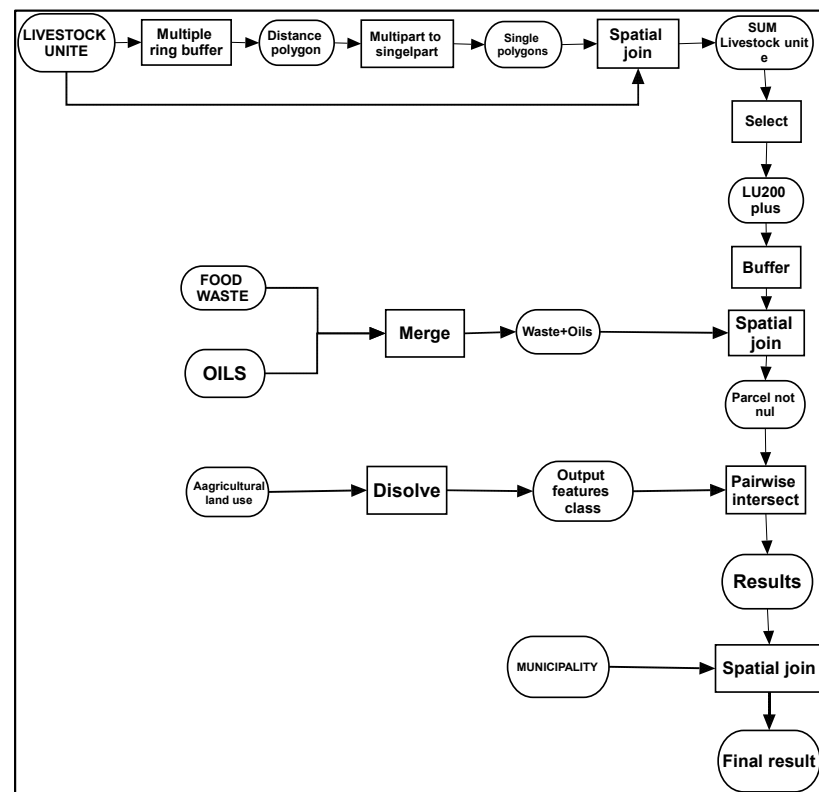 LIVESTOCK
UNITE
Multiple
ring buffer
Distance
polygon
Multipart to
singelpart
Single
polygons
Spatial
join
SUM
Livestock unit
e
Select
LU200
plus
Buffer
FOOD
WASTE
OILS
Merge
Waste+Oils
Spatial
join
Parcel not
nul
Aagricultural
land use
Disolve
Output
features
class
Pairwise
intersect
Results
MUNICIPALITY
Spatial join
Final result